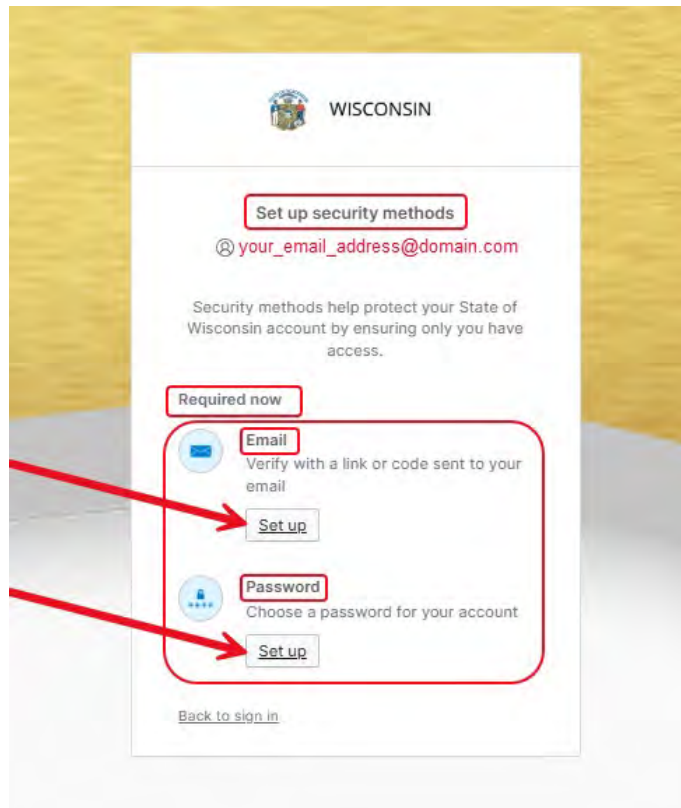 WISCONSIN
Set up security methods
your_email_address@domain.com
Security methods help protect your State of
Wisconsin account by ensuring only you have
access.
Required now
Email
Verify with a link or code sent to your
email
Set up
Password
Choose a password for your account
Set up
Back to sign in